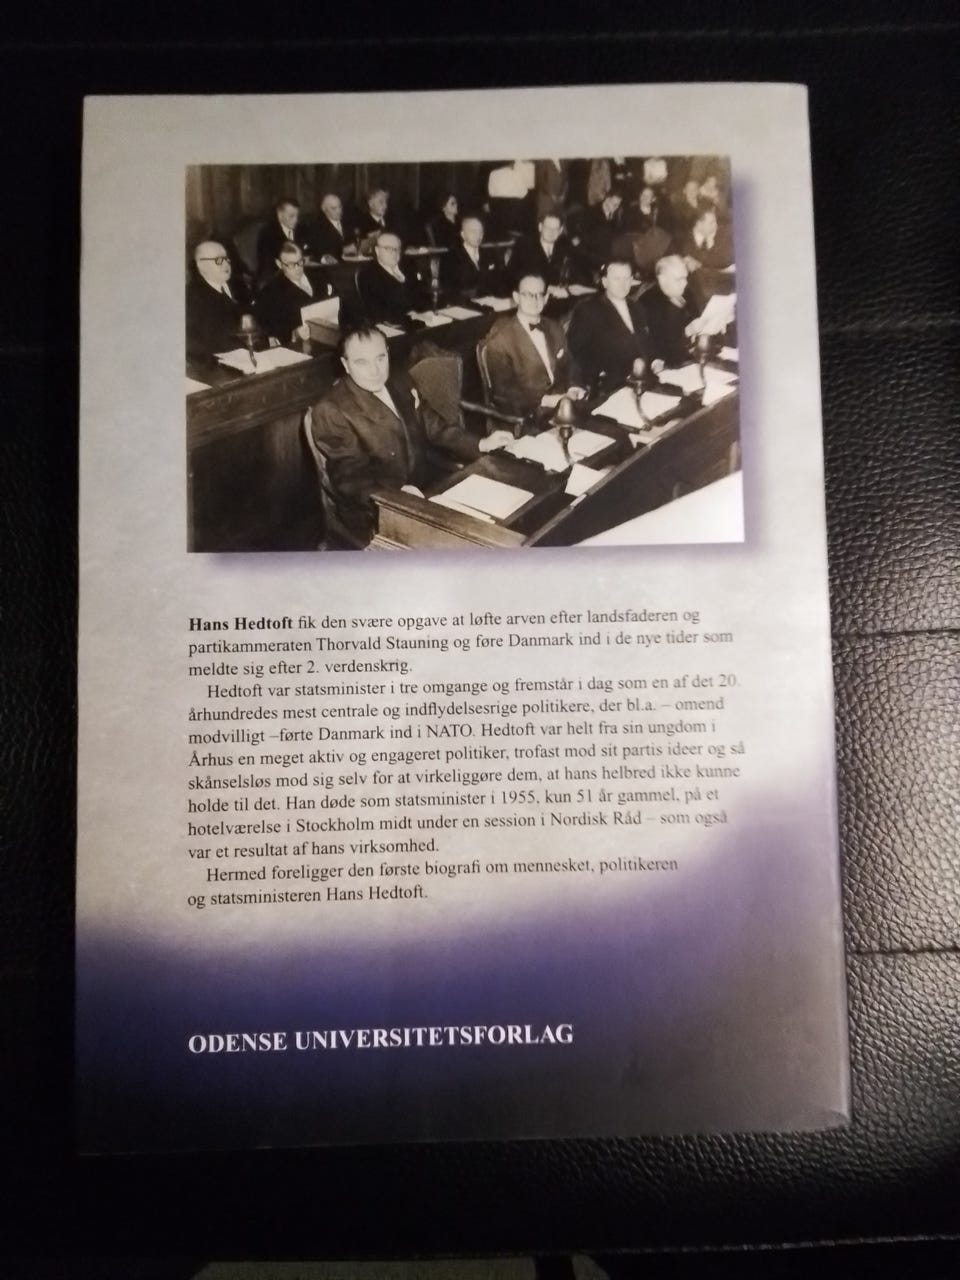 Hans Hedtoft fik den svære opgave at løfte arven efter landsfaderen og
partikammeraten Thorvald Stauning og føre Danmark ind i de nye tider som
meldte sig efter 2. verdenskrig.
Hedtoft var statsminister i tre omgange og fremstår i dag som en af det 20.
århundredes mest centrale og indflydelsesrige politikere, der bl.a. – omend
modvilligt –førte Danmark ind i NATO. Hedtoft var helt fra sin ungdom i
Århus en meget aktiv og engageret politiker, trofast mod sit partis ideer og så
skånselsløs mod sig selv for at virkeliggøre dem, at hans helbred ikke kunne
holde til det. Han døde som statsminister i 1955, kun 51 år gammel, på et
hotelværelse i Stockholm midt under en session i Nordisk Råd – som også
var et resultat af hans virksomhed.
Hermed foreligger den første biografi om mennesket, politikeren
og statsministeren Hans Hedtoft.
ODENSE UNIVERSITETSFORLAG